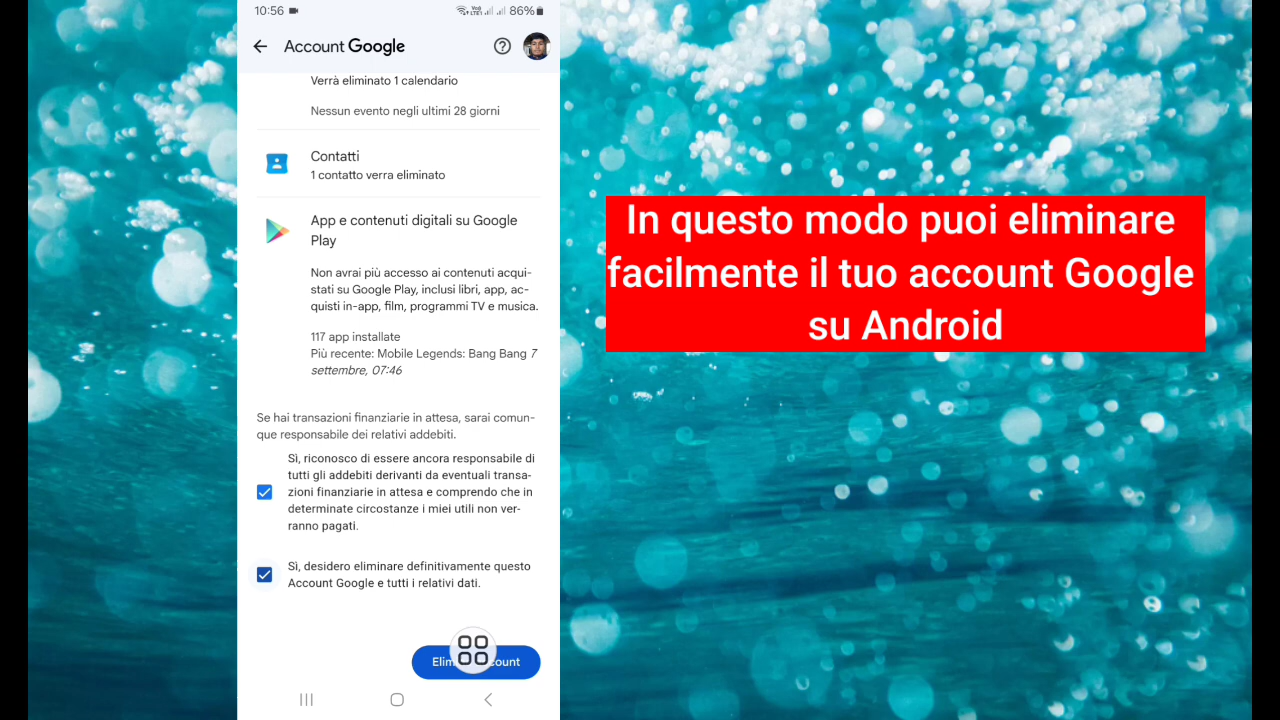 10:56
86%
Account Google
Verrà eliminato 1 calendario
Nessun evento negli ultimi 28 giorni
Contatti
1 contatto verra eliminato
App e contenuti digitali su Google
Play
Non avrai più accesso ai contenuti acqui-
stati su Google Play, inclusi libri, app, ac-
quisti in-app, film, programmi TV e musica.
117 app installate
Più recente: Mobile Legends: Bang Bang 7
settembre, 07:46
Se hai transazioni finanziarie in attesa, sarai comun-
que responsabile dei relativi addebiti.
Sì, riconosco di essere ancora responsabile di
tutti gli addebiti derivanti da eventuali transa-
zioni finanziarie in attesa e comprendo che in
determinate circostanze i miei utili non ver-
ranno pagati.
Sì, desidero eliminare definitivamente questo
Account Google e tutti i relativi dati.
In questo modo puoi eliminare
facilmente il tuo account Google
su Android